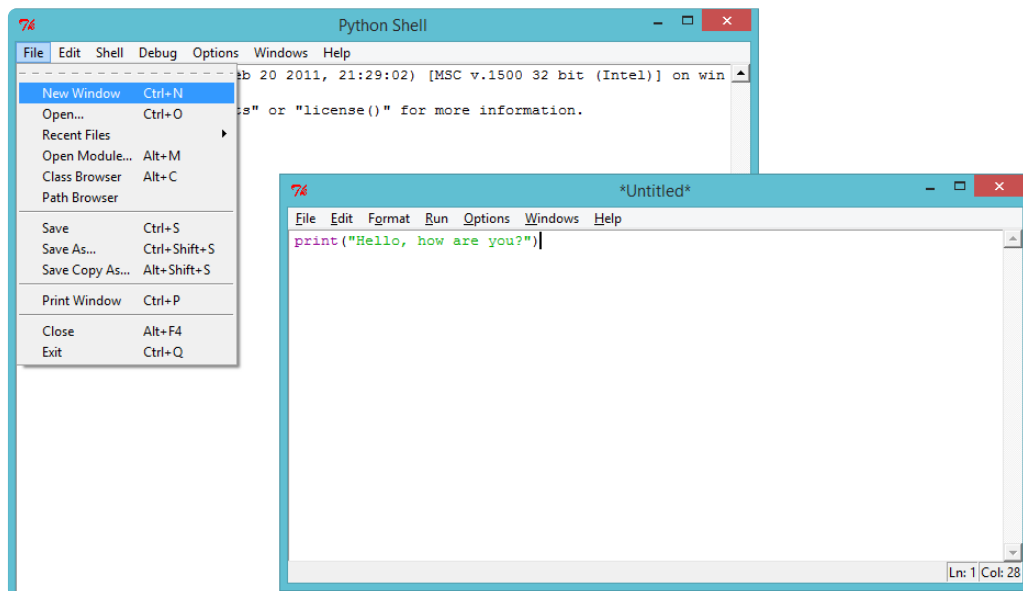 Python Shell
File Edit Shell Debug Options Windows Help
eb 20 2011, 21:29:02) [MSC v.1500 32 bit (Intel)] on win
New Window Ctrl+N
Open... Ctrl+O
s" or "license()" for more information.
Recent Files
Open Module... Alt+M
Class Browser Alt+C
Path Browser
Save Ctrl+S
Save As... Ctrl+Shift+S
Save Copy As... Alt+Shift+S
Print Window Ctrl+P
Close Alt+F4
Exit Ctrl+Q
*Untitled*
File Edit Format Run Options Windows Help
print("Hello, how are you?")
Ln: 1 Col: 28